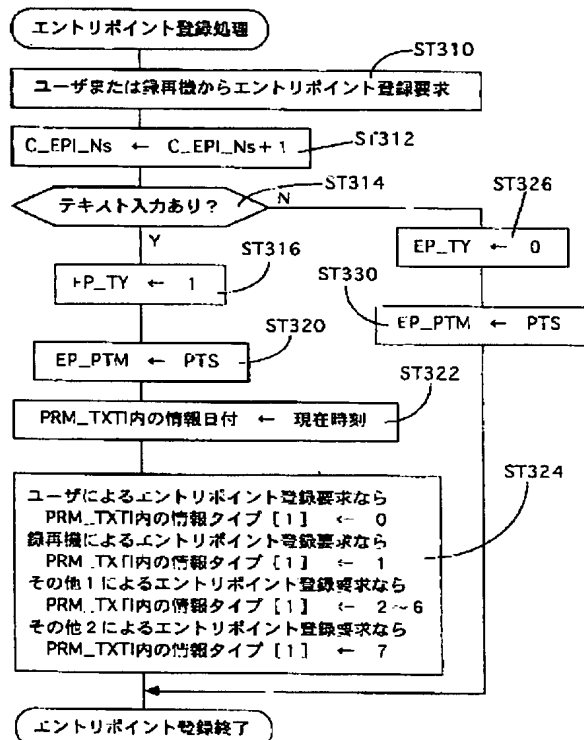 エントリポイント登録処理
ST310
ユーザまたは録再機からエントリポイント登録要求
C_EPI_Ns ← C_EPI_Ns+1
ST312
ST314
テキスト入力あり?
N
ST326
Y
EP_TY ← 0
ST316
EP_TY ← 1
ST330
EP_PTM ← PTS
ST320
EP_PTM ← PTS
ST322
PRM_TXTI内の情報日付 ← 現在時刻
ST324
ユーザによるエントリポイント登録要求なら
PRM_TXTI内の情報タイプ [1] ← 0
録再機によるエントリポイント登録要求なら
PRM_TXTI内の情報タイプ [1] ← 1
その他1によるエントリポイント登録要求なら
PRM_TXTI内の情報タイプ [1] ← 2~6
その他2によるエントリポイント登録要求なら
PRM_TXTI内の情報タイプ [1] ← 7
エントリポイント登録終了